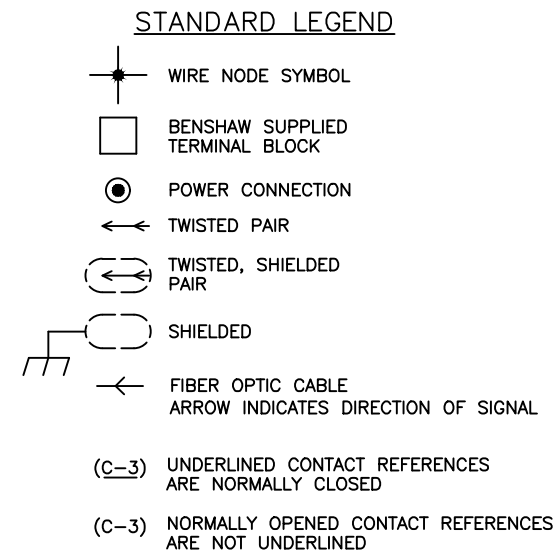 STANDARD LEGEND
WIRE NODE SYMBOL
BENSHAW SUPPLIED
TERMINAL BLOCK
POWER CONNECTION
TWISTED PAIR
TWISTED, SHIELDED
PAIR
SHIELDED
FIBER OPTIC CABLE
ARROW INDICATES DIRECTION OF SIGNAL
(C-3) UNDERLINED CONTACT REFERENCES
ARE NORMALLY CLOSED
(C-3) NORMALLY OPENED CONTACT REFERENCES
ARE NOT UNDERLINED